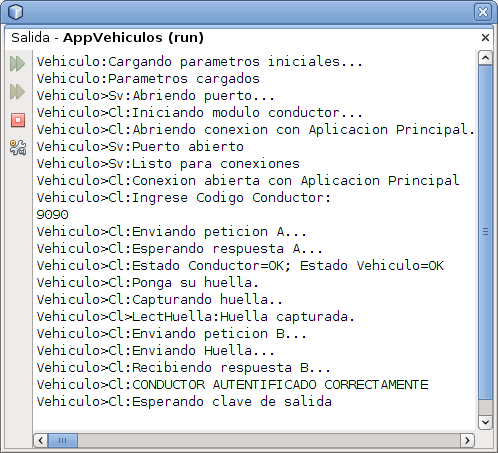 Salida - AppVehiculos (run)
Vehiculo:Cargando parametros iniciales...
Vehiculo:Parametros cargados
Vehiculo>Sv:Abriendo puerto...
Vehiculo>Cl:Iniciando modulo conductor...
Vehiculo>Cl:Abriendo conexion con Aplicacion Principal.
Vehiculo>Sv:Puerto abierto
Vehiculo>Sv:Listo para conexiones
Vehiculo>Cl:Conexion abierta con Aplicacion Principal
Vehiculo>Cl:Ingrese Codigo Conductor:
9090
Vehiculo>Cl:Enviando peticion A...
Vehiculo>Cl:Esperando respuesta A...
Vehiculo>Cl:Estado Conductor=OK; Estado Vehiculo=OK
Vehiculo>Cl:Ponga su huella.
Vehiculo>Cl:Capturando huella..
Vehiculo>Cl>LectHuella:Huella capturada.
Vehiculo>Cl:Enviando peticion B...
Vehiculo>Cl:Enviando Huella...
Vehiculo>Cl:Recibiendo respuesta B...
Vehiculo>Cl:CONDUCTOR AUTENTIFICADO CORRECTAMENTE
Vehiculo>Cl:Esperando clave de salida